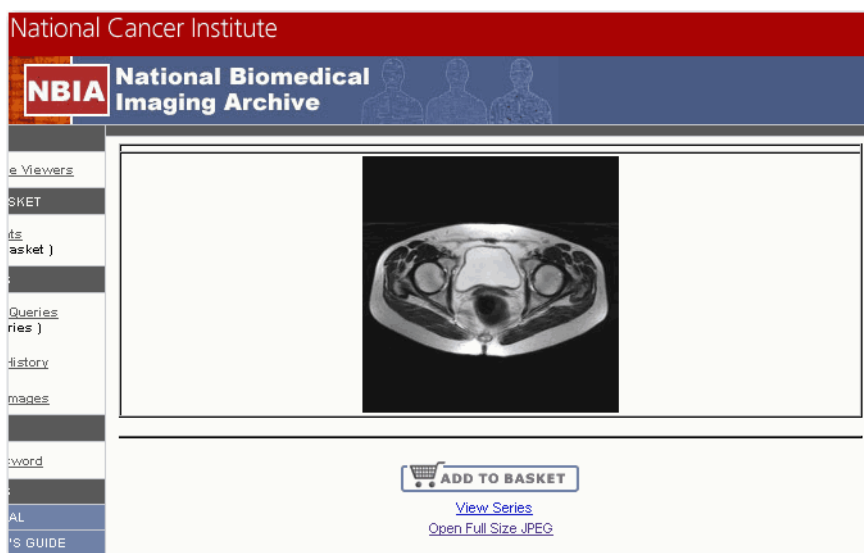 National Cancer Institute
NBIA
National Biomedical
Imaging Archive
e Viewers
SKET
ts
asket )
Queries
ries )
History
mages
word
AL
'S GUIDE
ADD TO BASKET
View Series
Open Full Size JPEG